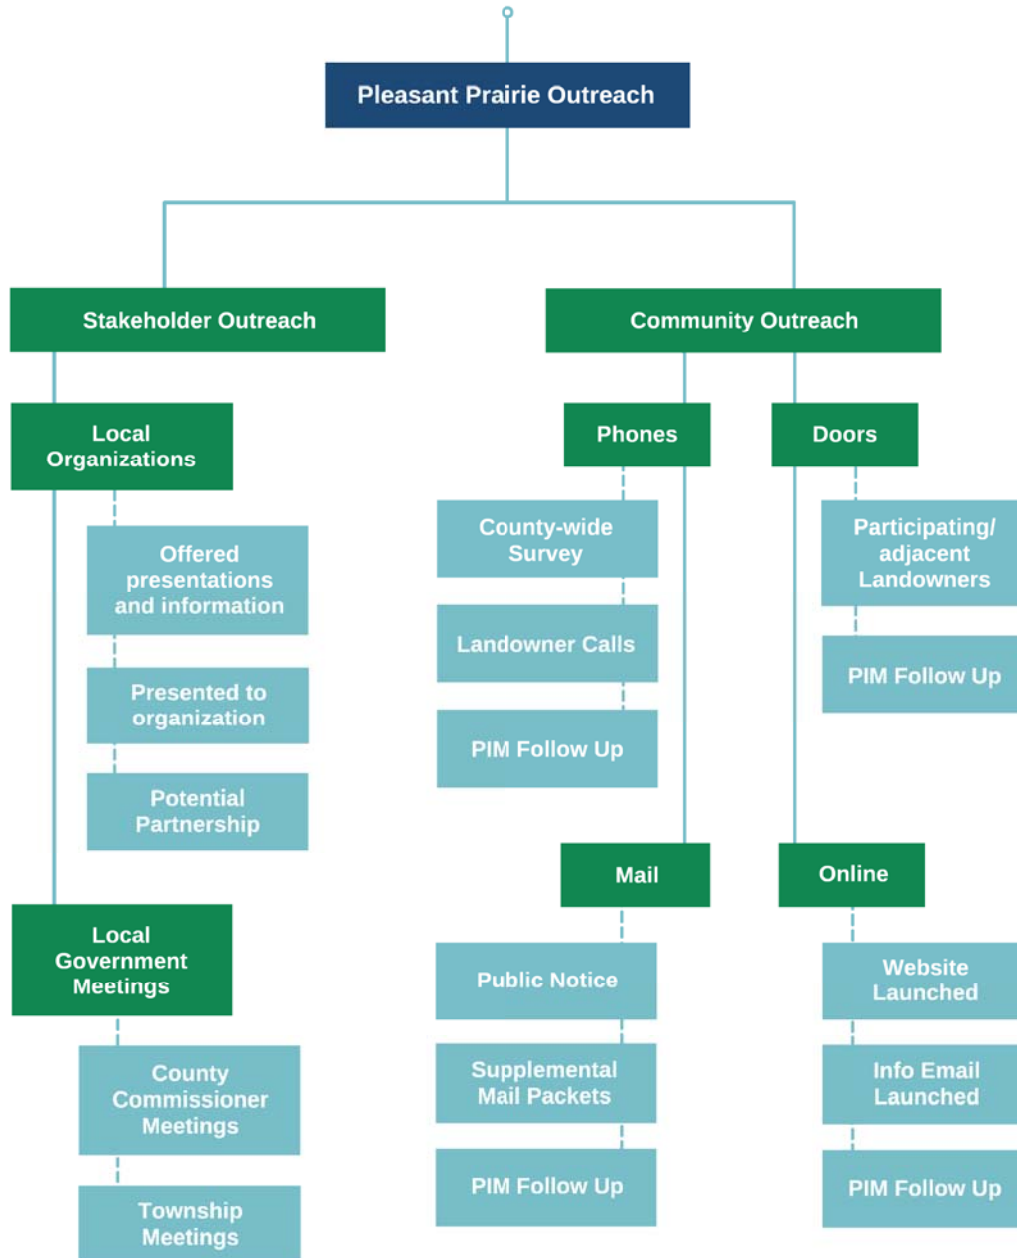 Pleasant Prairie Outreach
Stakeholder Outreach
Local
Organizations
Offered
presentations
and information
Presented to
organization
Potential
Partnership
Local
Government
Meetings
County
Commissioner
Meetings
Township
Meetings
Community Outreach
Phones
County-wide
Survey
Landowner Calls
PIM Follow Up
Doors
Participating/
adjacent
Landowners
PIM Follow Up
Mail
Public Notice
Supplemental
Mail Packets
PIM Follow Up
Online
Website
Launched
Info Email
Launched
PIM Follow Up